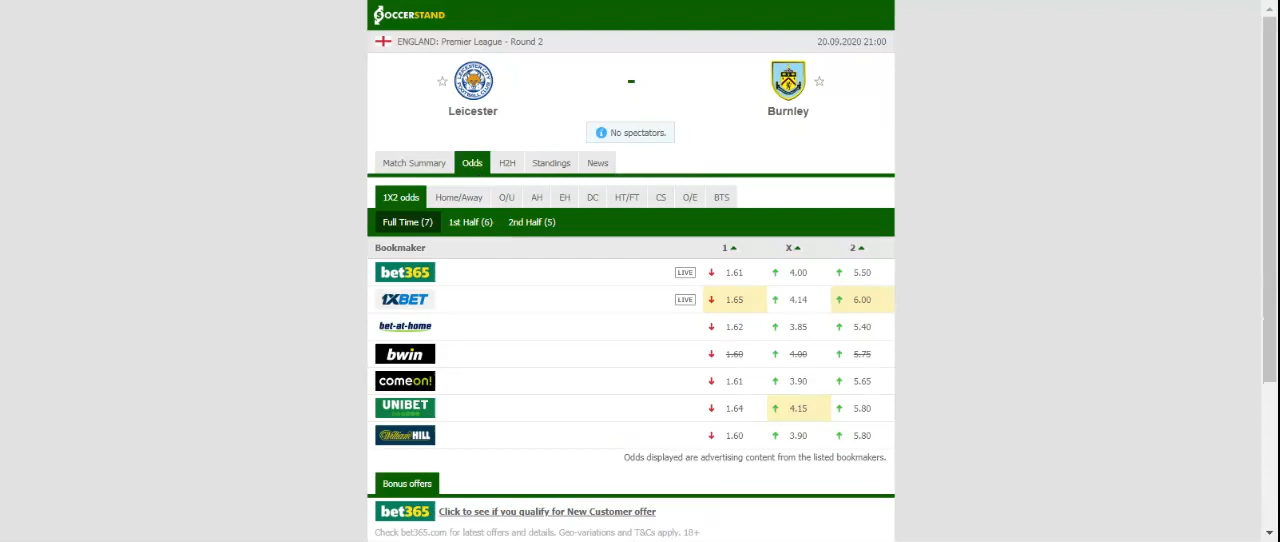 SOCCERSTAND
ENGLAND: Premier League - Round 2 20.09.2020 21:00
-
Leicester Burnley
No spectators.
Match Summary Odds H2H Standings News
1X2 odds Home/Away O/U AH EH DC HT/FT CS O/E BTS
Full Time (7) 1st Half (6) 2nd Half (5)
Bookmaker 1 X 2
bet365 LIVE 1.61 4.00 5.50
1XBET LIVE 1.65 4.14 6.00
bet-at-home 1.62 3.85 5.40
bwin 1.60 4.00 5.75
comeon! 1.61 3.90 5.65
UNIBET 1.64 4.15 5.80
William HILL 1.60 3.90 5.80
Odds displayed are advertising content from the listed bookmakers.
Bonus offers
bet365 Click to see if you qualify for New Customer offer
Check bet365.com for latest offers and details. Geo-variations and T&Cs apply. 18+